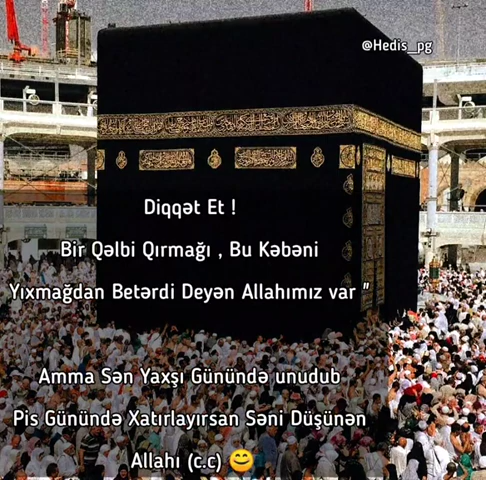 @Hedis_pg
Diqqət Et !
Bir Qəlbi Qırmağı , Bu Kəbəni
Yıxmağdan Betərdi Deyən Allahımız var "
Amma Sən Yaxşı Günündə unudub
Pis Günündə Xatırlayırsan Səni Düşünən
Allahı (c.c) 😊